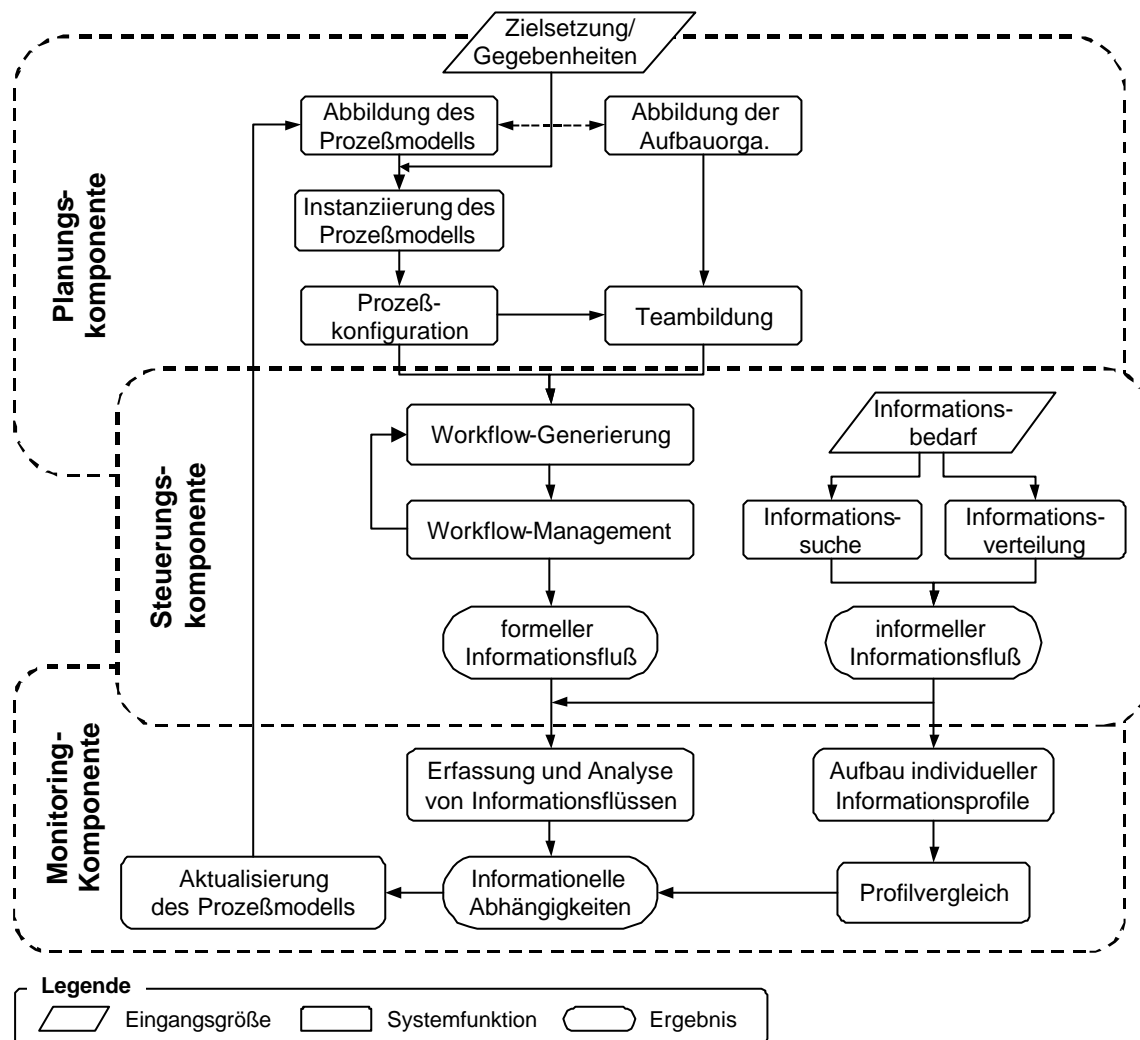 Zielsetzung/
Gegebenheiten
Abbildung des
Prozeßmodells
Abbildung der
Aufbauorga.
Instanziierung des
Prozeßmodells
Prozeß-
konfiguration
Teambildung
Planungs-
komponente
Workflow-Generierung
Informations-
bedarf
Workflow-Management
Informations-
suche
Informations-
verteilung
Steuerungs-
komponente
formeller
Informationsfluß
informeller
Informationsfluß
Erfassung und Analyse
von Informationsflüssen
Aufbau individueller
Informationsprofile
Monitoring-
Komponente
Aktualisierung
des Prozeßmodells
Informationelle
Abhängigkeiten
Profilvergleich
Legende
Eingangsgröße
Systemfunktion
Ergebnis